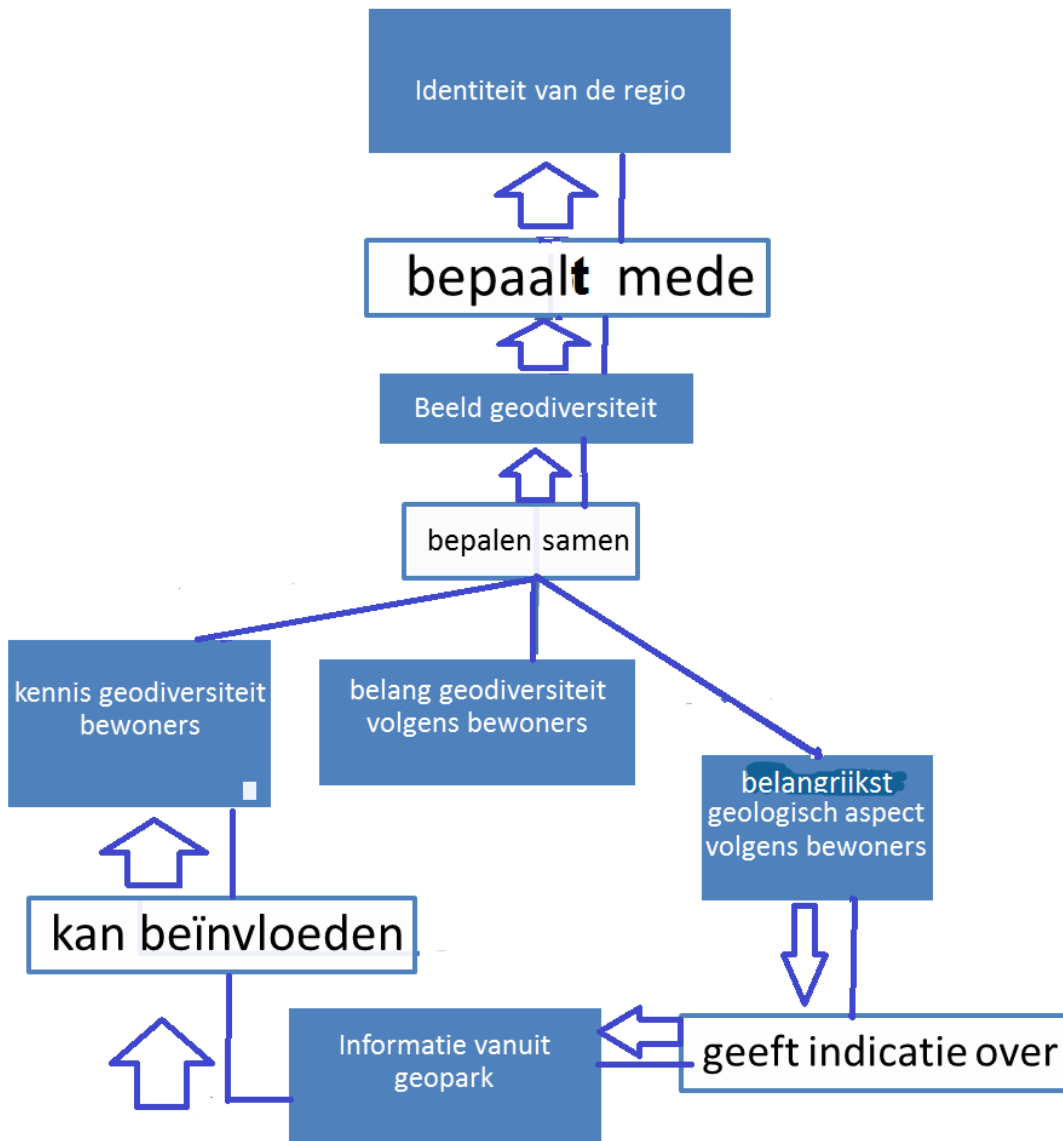 Identiteit van de regio
bepaalt mede
Beeld geodiversiteit
bepalen samen
kennis geodiversiteit
bewoners
belang geodiversiteit
volgens bewoners
belangrijkst
geologisch aspect
volgens bewoners
kan beïnvloeden
Informatie vanuit
geopark
geeft indicatie over